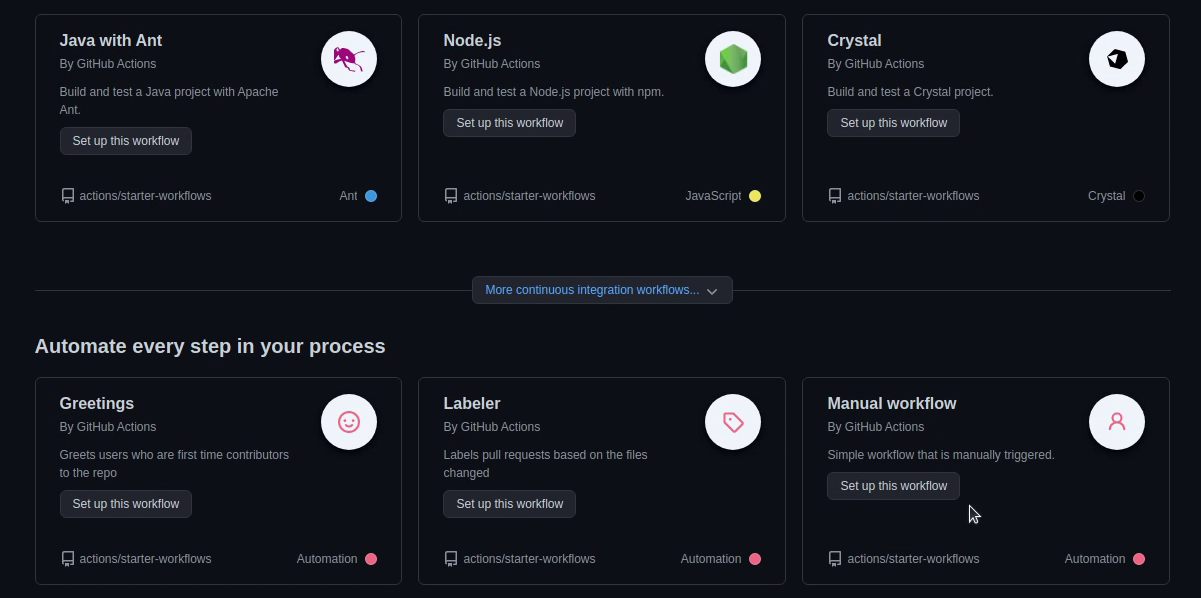 Java with Ant
By GitHub Actions
Build and test a Java project with Apache
Ant.
Set up this workflow
actions/starter-workflows
Ant
Node.js
By GitHub Actions
Build and test a Node.js project with npm.
Set up this workflow
actions/starter-workflows
JavaScript
Crystal
By GitHub Actions
Build and test a Crystal project.
Set up this workflow
actions/starter-workflows
Crystal
More continuous integration workflows...
Automate every step in your process
Greetings
By GitHub Actions
Greets users who are first time contributors
to the repo
Set up this workflow
actions/starter-workflows
Automation
Labeler
By GitHub Actions
Labels pull requests based on the files
changed
Set up this workflow
actions/starter-workflows
Automation
Manual workflow
By GitHub Actions
Simple workflow that is manually triggered.
Set up this workflow
actions/starter-workflows
Automation